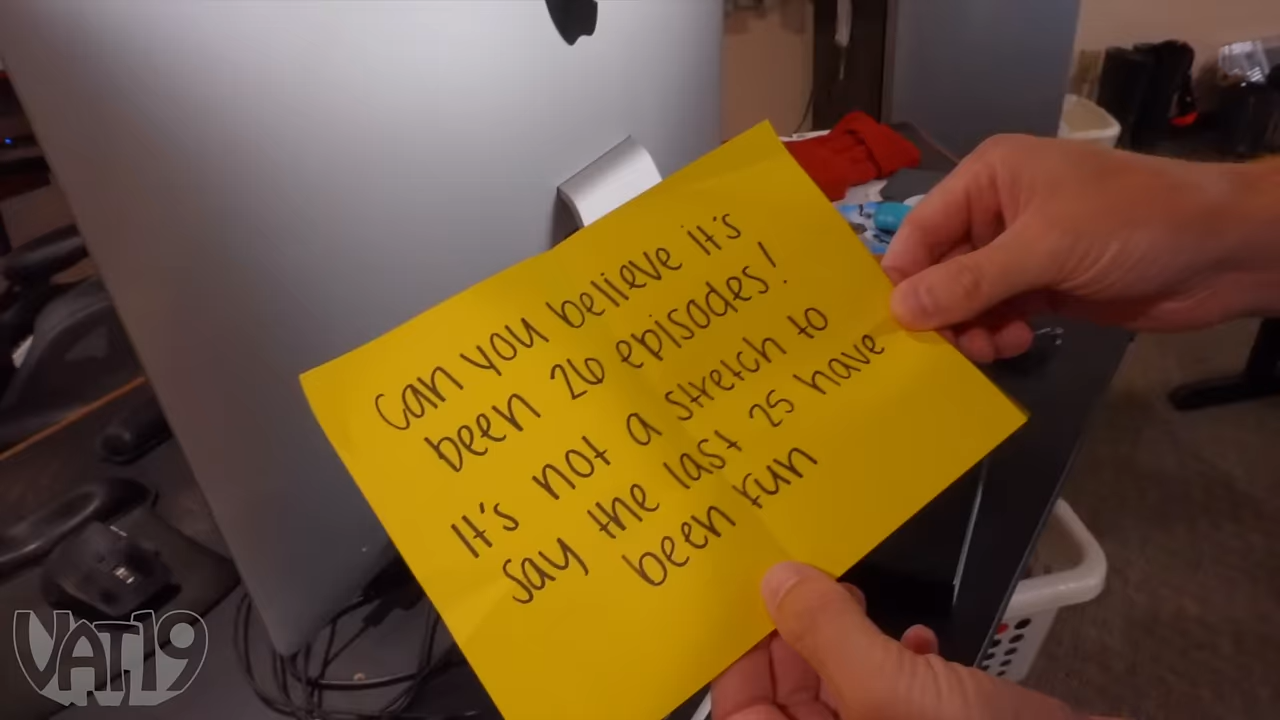 Can you believe it's
been 26 episodes!
It's not a stretch to
say the last 25 have
been fun
VAT19